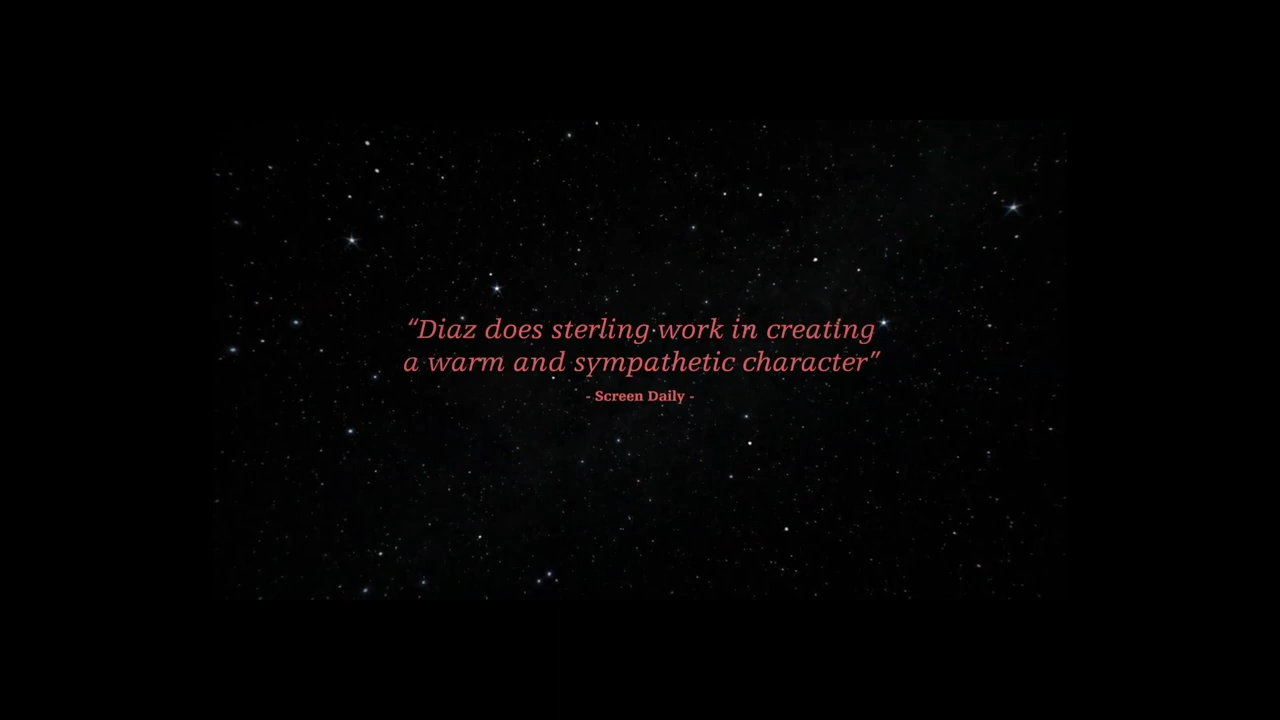 “Diaz does sterling work in creating
a warm and sympathetic character”
- Screen Daily -